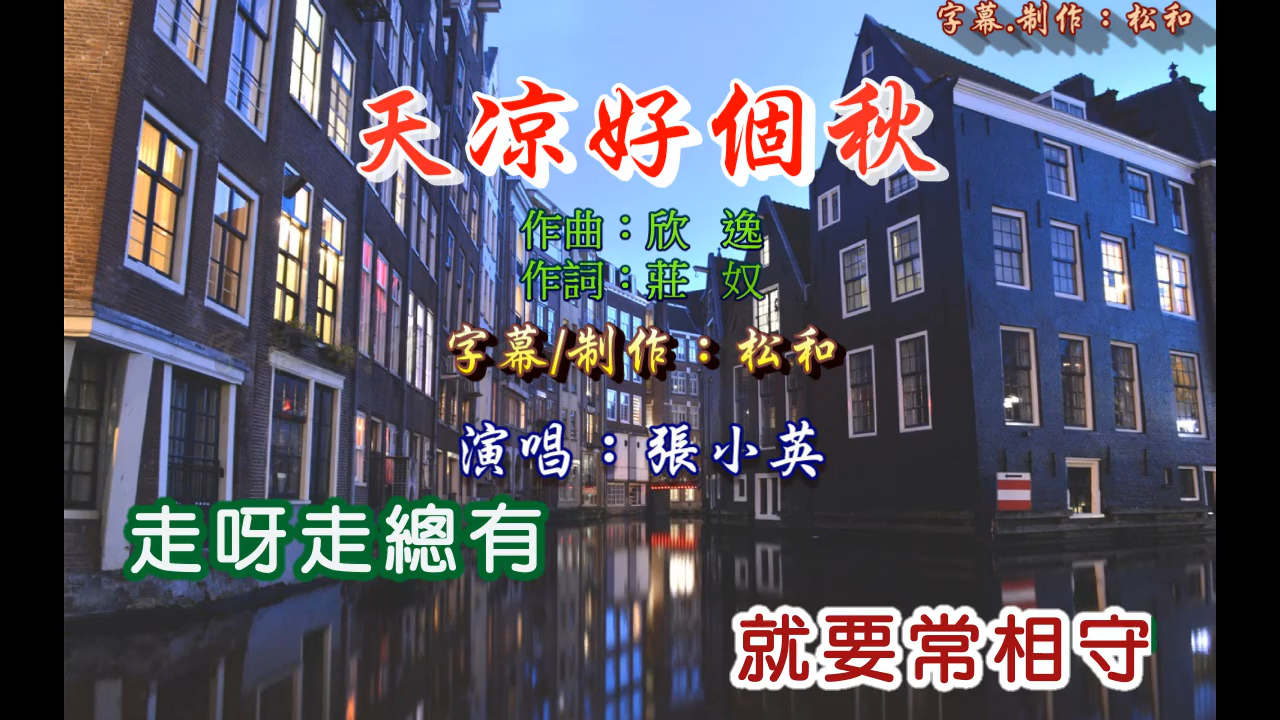 字幕.制作：松和
天凉好個秋
作曲：欣 逸
作詞：莊 奴
字幕/制作：松和
演唱：張小英
走呀走總有
就要常相守